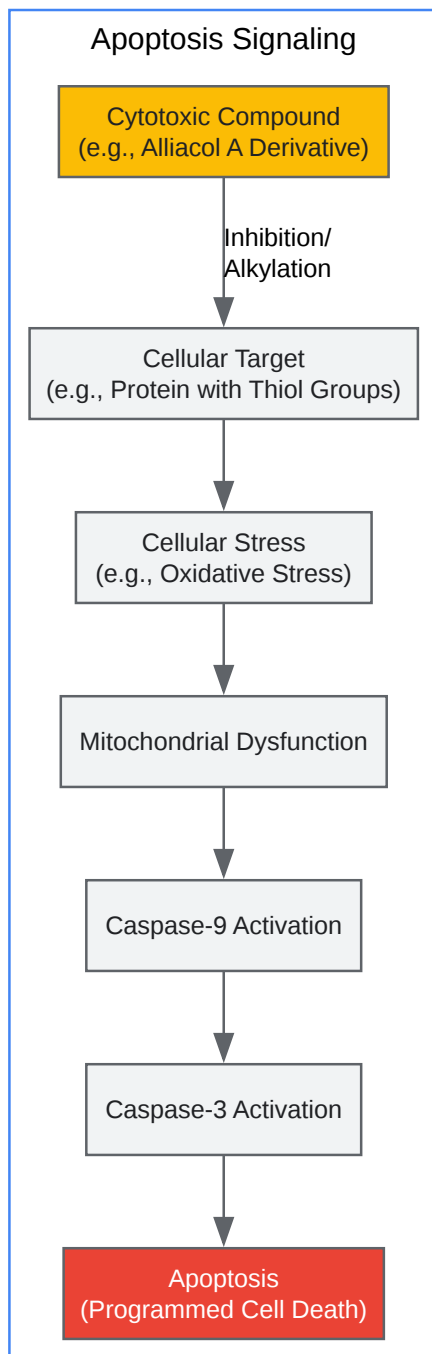 Apoptosis Signaling
Cytotoxic Compound
(e.g., Alliacol A Derivative)
Inhibition/
Alkylation
Cellular Target
(e.g., Protein with Thiol Groups)
Cellular Stress
(e.g., Oxidative Stress)
Mitochondrial Dysfunction
Caspase-9 Activation
Caspase-3 Activation
Apoptosis
(Programmed Cell Death)